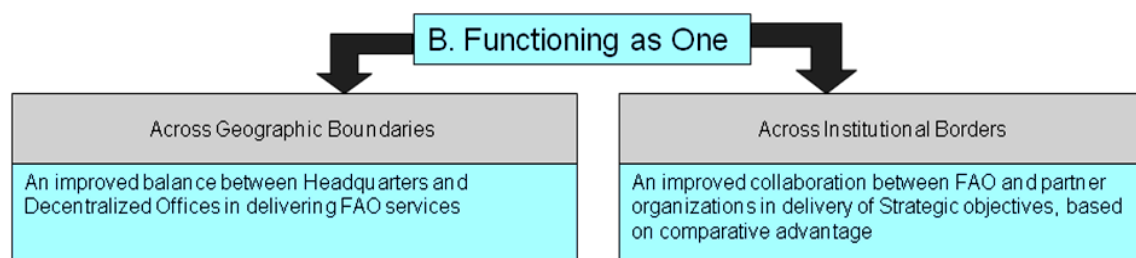 B. Functioning as One
Across Geographic Boundaries
An improved balance between Headquarters and
Decentralized Offices in delivering FAO services
Across Institutional Borders
An improved collaboration between FAO and partner
organizations in delivery of Strategic objectives, based
on comparative advantage